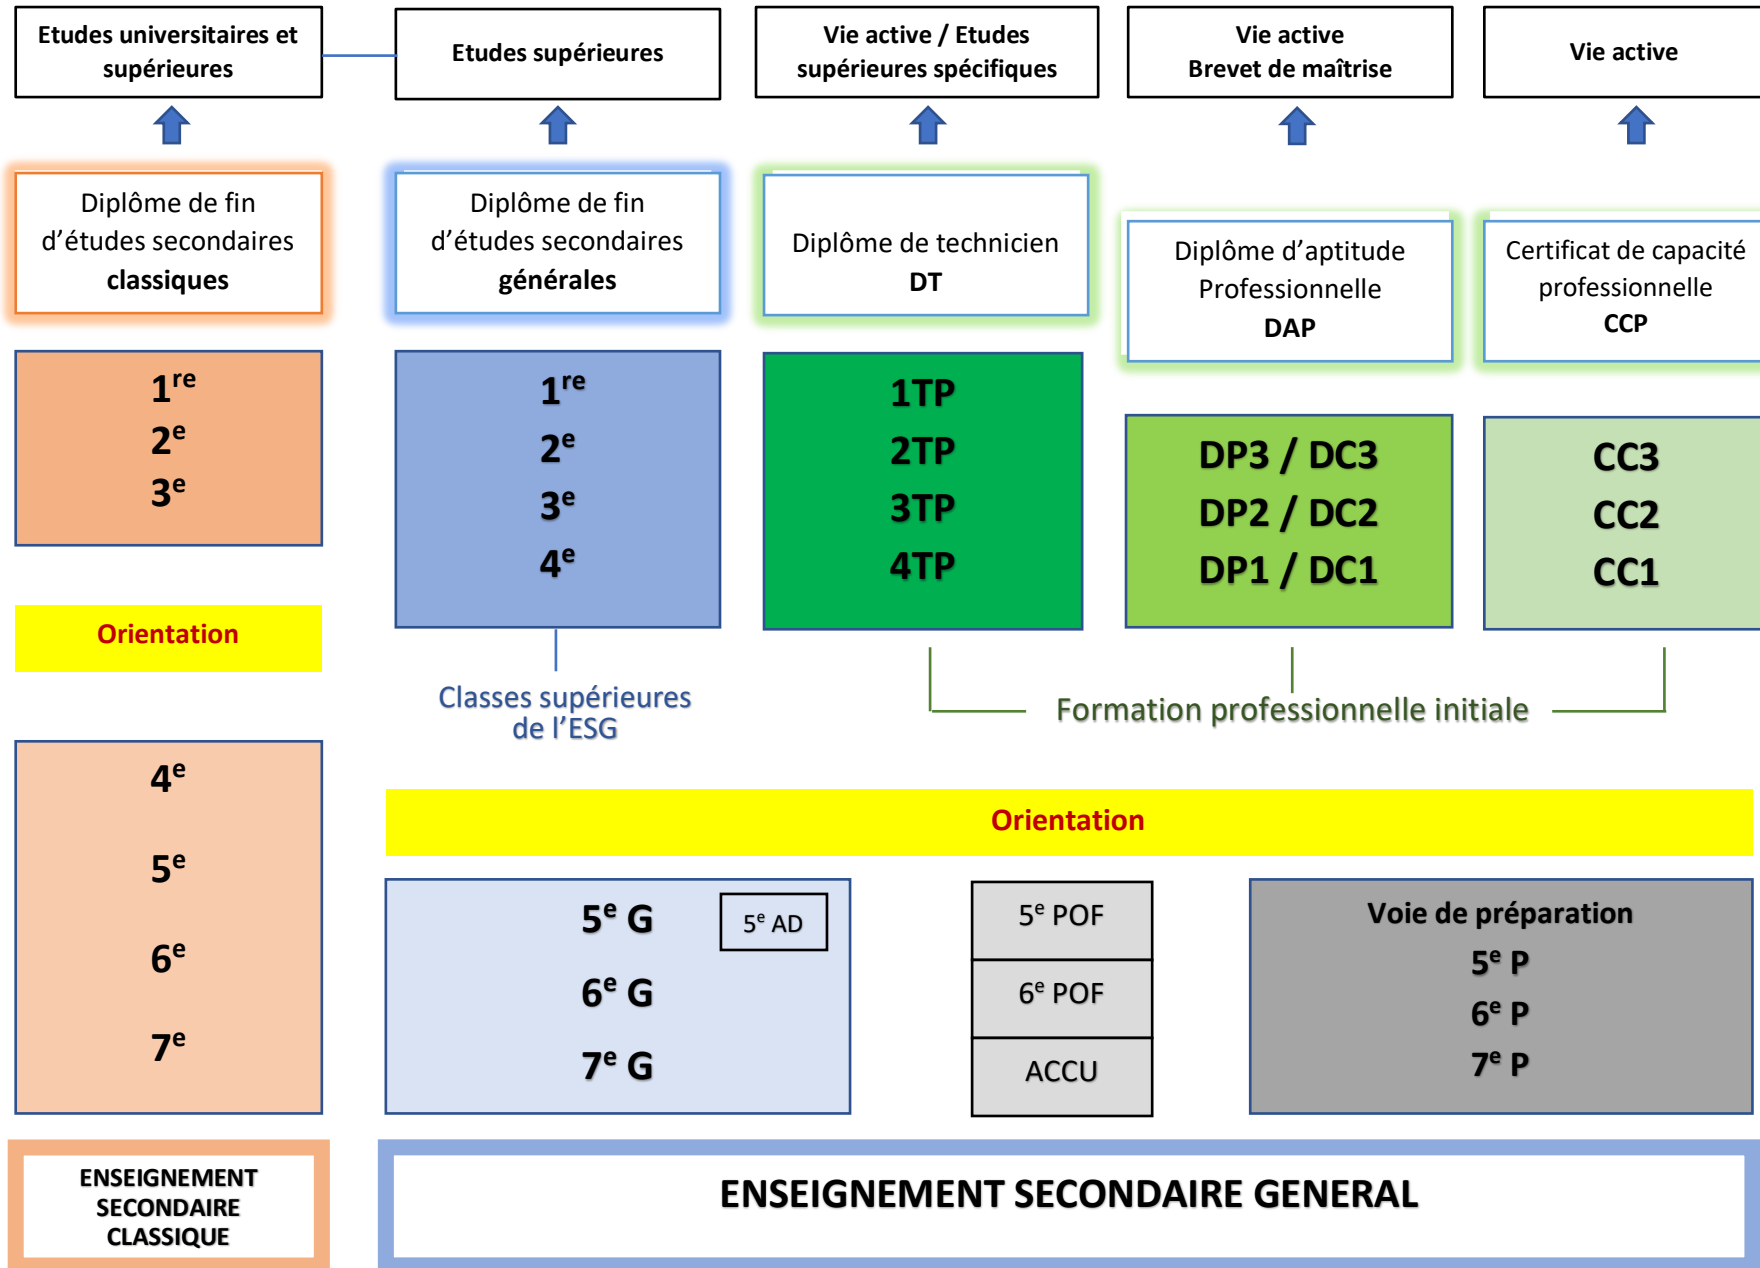 Etudes universitaires et
supérieures
Etudes supérieures
Vie active / Etudes
supérieures spécifiques
Vie active
Brevet de maîtrise
Vie active
Diplôme de fin
d’études secondaires
classiques
Diplôme de fin
d’études secondaires
générales
Diplôme de technicien
DT
Diplôme d’aptitude
Professionnelle
DAP
Certificat de capacité
professionnelle
CCP
1re
2e
3e
1re
2e
3e
4e
1TP
2TP
3TP
4TP
DP3 / DC3
DP2 / DC2
DP1 / DC1
CC3
CC2
CC1
Orientation
Classes supérieures
de l’ESG
Formation professionnelle initiale
4e
5e
6e
7e
Orientation
5e G
5e AD
6e G
7e G
5e POF
6e POF
ACCU
Voie de préparation
5e P
6e P
7e P
ENSEIGNEMENT
SECONDAIRE
CLASSIQUE
ENSEIGNEMENT SECONDAIRE GENERAL